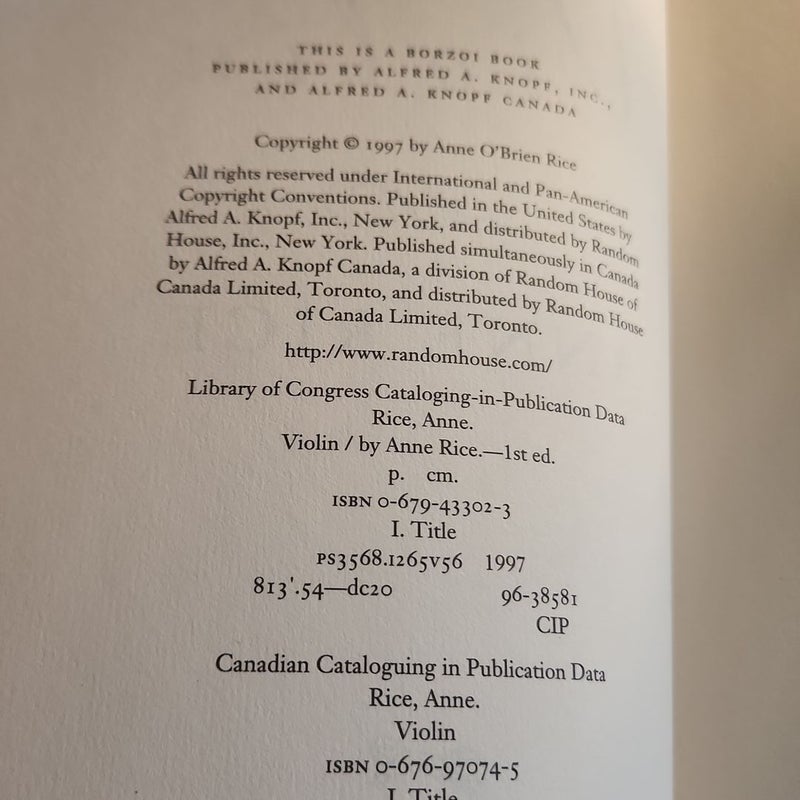 THIS IS A BORZOI BOOK
PUBLISHED BY ALFRED A. KNOPF, INC.,
AND ALFRED A. KNOPF CANADA
Copyright © 1997 by Anne O'Brien Rice
All rights reserved under International and Pan-American
Copyright Conventions. Published in the United States by
Alfred A. Knopf, Inc., New York, and distributed by Random
House, Inc., New York. Published simultaneously in Canada
by Alfred A. Knopf Canada, a division of Random House of
Canada Limited, Toronto, and distributed by Random House
of Canada Limited, Toronto.
http://www.randomhouse.com/
Library of Congress Cataloging-in-Publication Data
Rice, Anne.
Violin / by Anne Rice.—1st ed.
p. cm.
ISBN 0-679-43302-3
I. Title
PS3568.I265V56 1997
813'.54—dc20 96-38581
CIP
Canadian Cataloguing in Publication Data
Rice, Anne.
Violin
ISBN 0-676-97074-5
I. Title